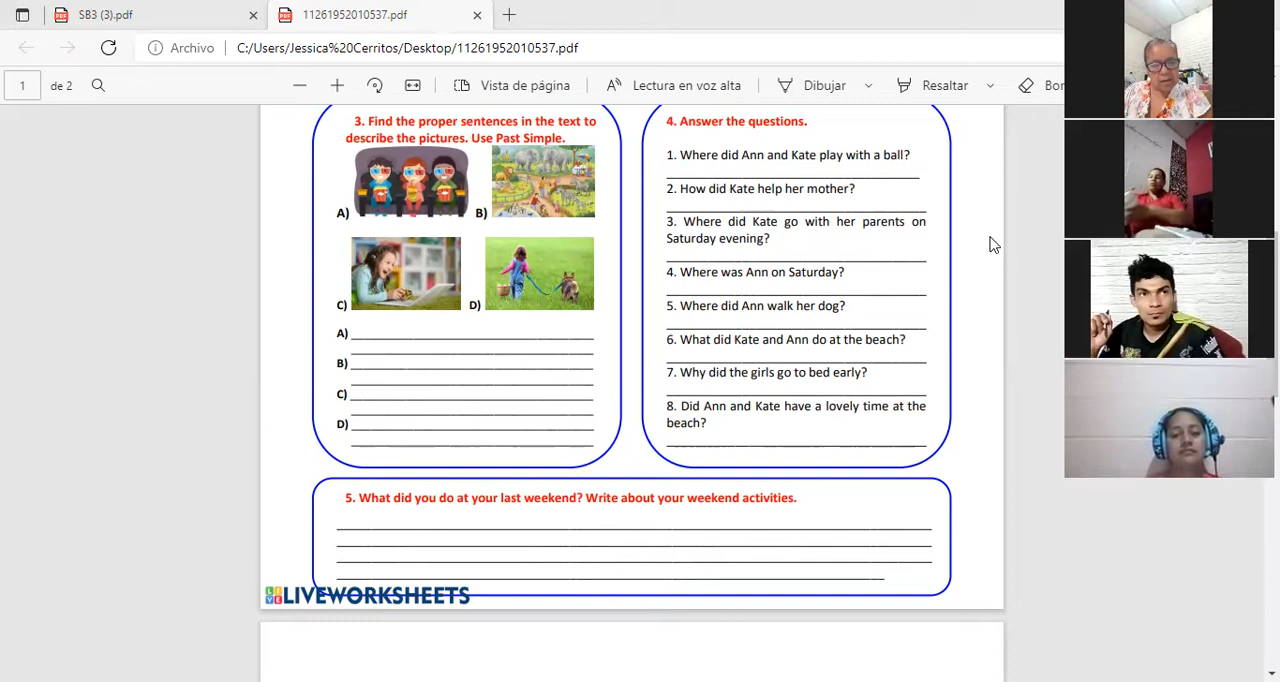 SB3 (3).pdf
11261952010537.pdf
Archivo
C:/Users/Jessica%20Cerritos/Desktop/11261952010537.pdf
1
de 2
Vista de página
A
Lectura en voz alta
Dibujar
Resaltar
Bor
3. Find the proper sentences in the text to
describe the pictures. Use Past Simple.
A)
B)
C)
D)
A)
B)
C)
D)
4. Answer the questions.
1. Where did Ann and Kate play with a ball?
2. How did Kate help her mother?
3. Where did Kate go with her parents on
Saturday evening?
4. Where was Ann on Saturday?
5. Where did Ann walk her dog?
6. What did Kate and Ann do at the beach?
7. Why did the girls go to bed early?
8. Did Ann and Kate have a lovely time at the
beach?
5. What did you do at your last weekend? Write about your weekend activities.
LIVEWORKSHEETS